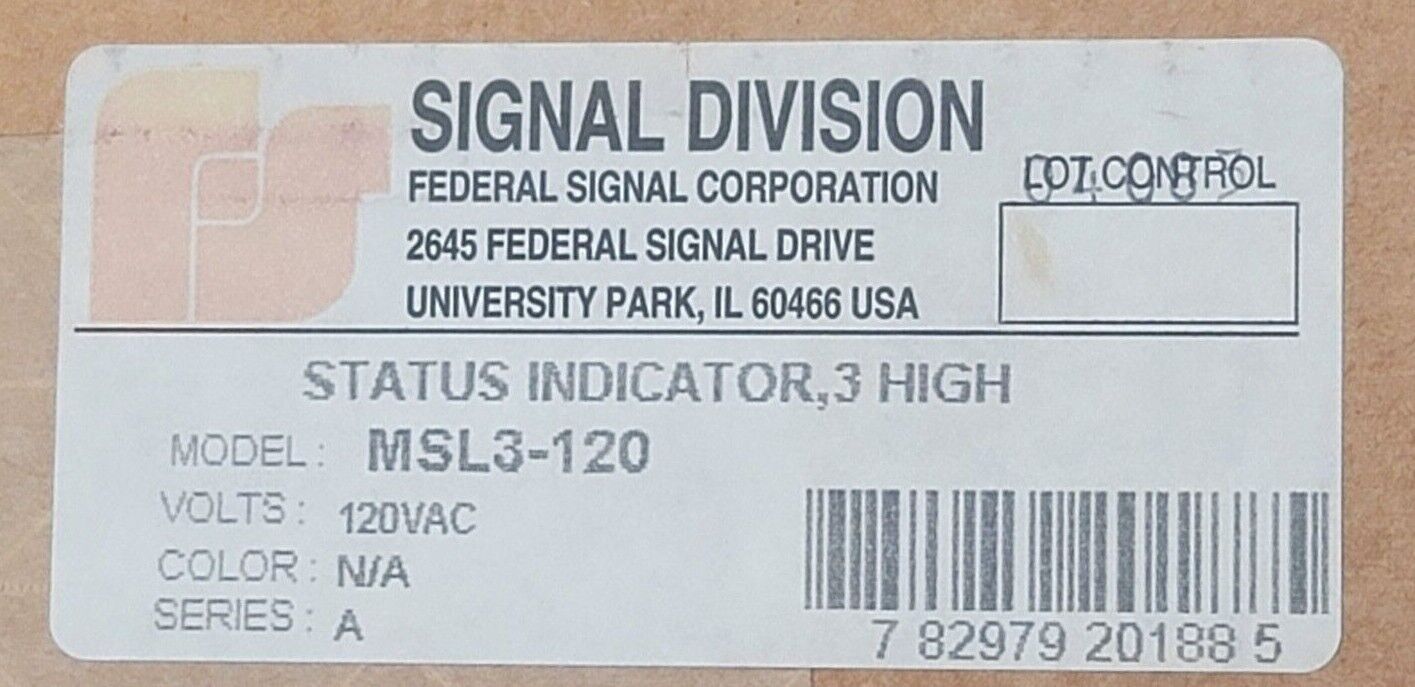 SIGNAL DIVISION
FEDERAL SIGNAL CORPORATION
2645 FEDERAL SIGNAL DRIVE
UNIVERSITY PARK, IL 60466 USA
LOT CONTROL
STATUS INDICATOR,3 HIGH
MODEL: MSL3-120
VOLTS: 120VAC
COLOR: N/A
SERIES: A
7 82979 20188 5